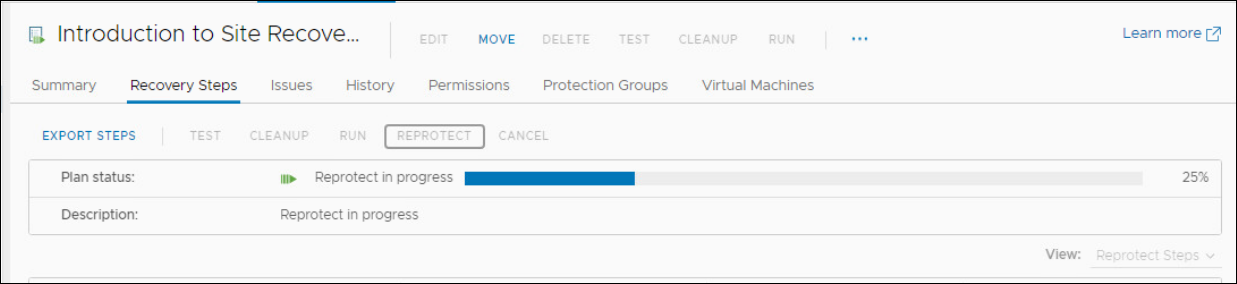 Introduction to Site Recove... EDIT MOVE DELETE TEST CLEANUP RUN ... Learn more
Summary Recovery Steps Issues History Permissions Protection Groups Virtual Machines
EXPORT STEPS TEST CLEANUP RUN REPROTECT CANCEL
Plan status: Reprotect in progress 25%
Description: Reprotect in progress
View: Reprotect Steps